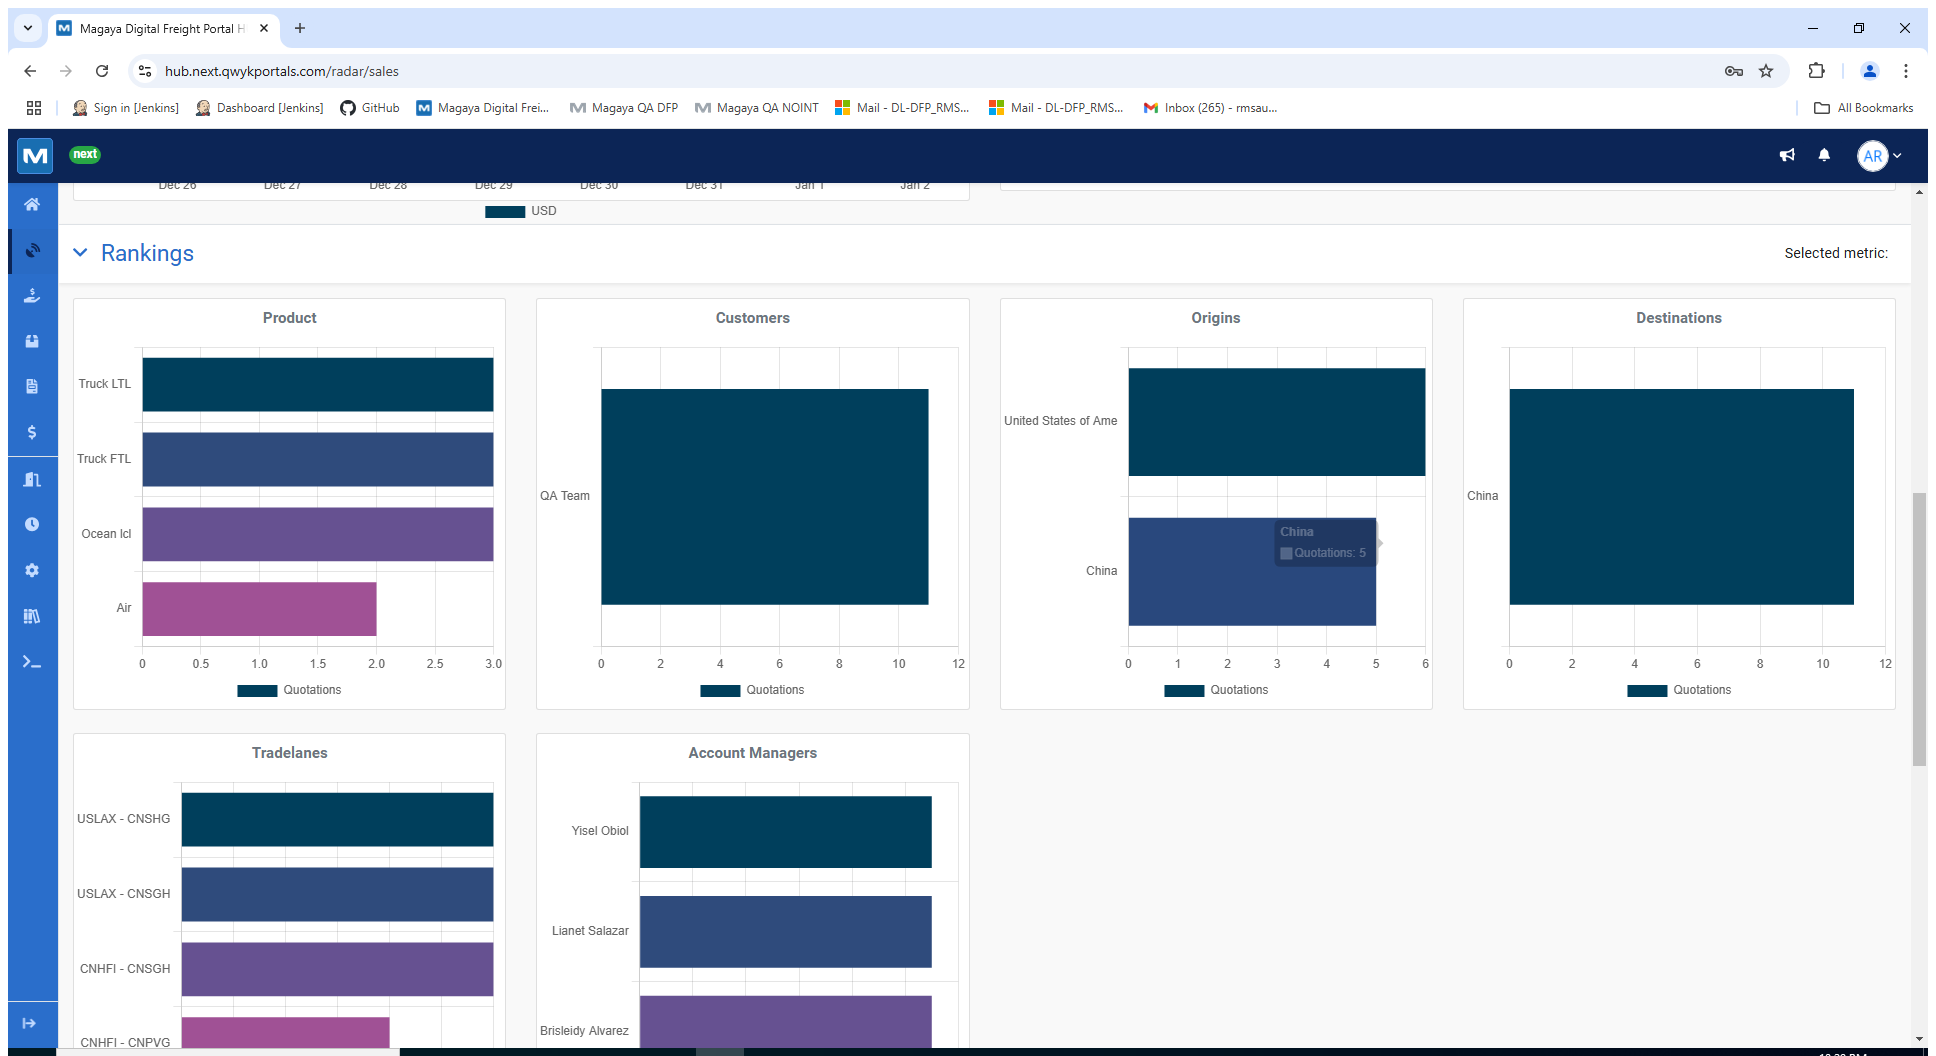 Magaya Digital Freight Portal H
hub.next.qwykportals.com/radar/sales
Sign in [Jenkins]
Dashboard [Jenkins]
GitHub
Magaya Digital Frei...
Magaya QA DFP
Magaya QA NOINT
Mail - DL-DFP_RMS...
Mail - DL-DFP_RMS...
Inbox (265) - rmsau...
All Bookmarks
next
AR
Dec 26 Dec 27 Dec 28 Dec 29 Dec 30 Dec 31 Jan 1 Jan 2
USD
Rankings
Selected metric:
Product
Truck LTL
Truck FTL
Ocean lcl
Air
0 0.5 1.0 1.5 2.0 2.5 3.0
Quotations
Customers
QA Team
0 2 4 6 8 10 12
Quotations
Origins
United States of Ame
China
China
Quotations: 5
0 1 2 3 4 5 6
Quotations
Destinations
China
0 2 4 6 8 10 12
Quotations
Tradelanes
USLAX - CNSHG
USLAX - CNSGH
CNHFI - CNSGH
CNHFI - CNPVG
Account Managers
Yisel Obiol
Lianet Salazar
Brisleidy Alvarez